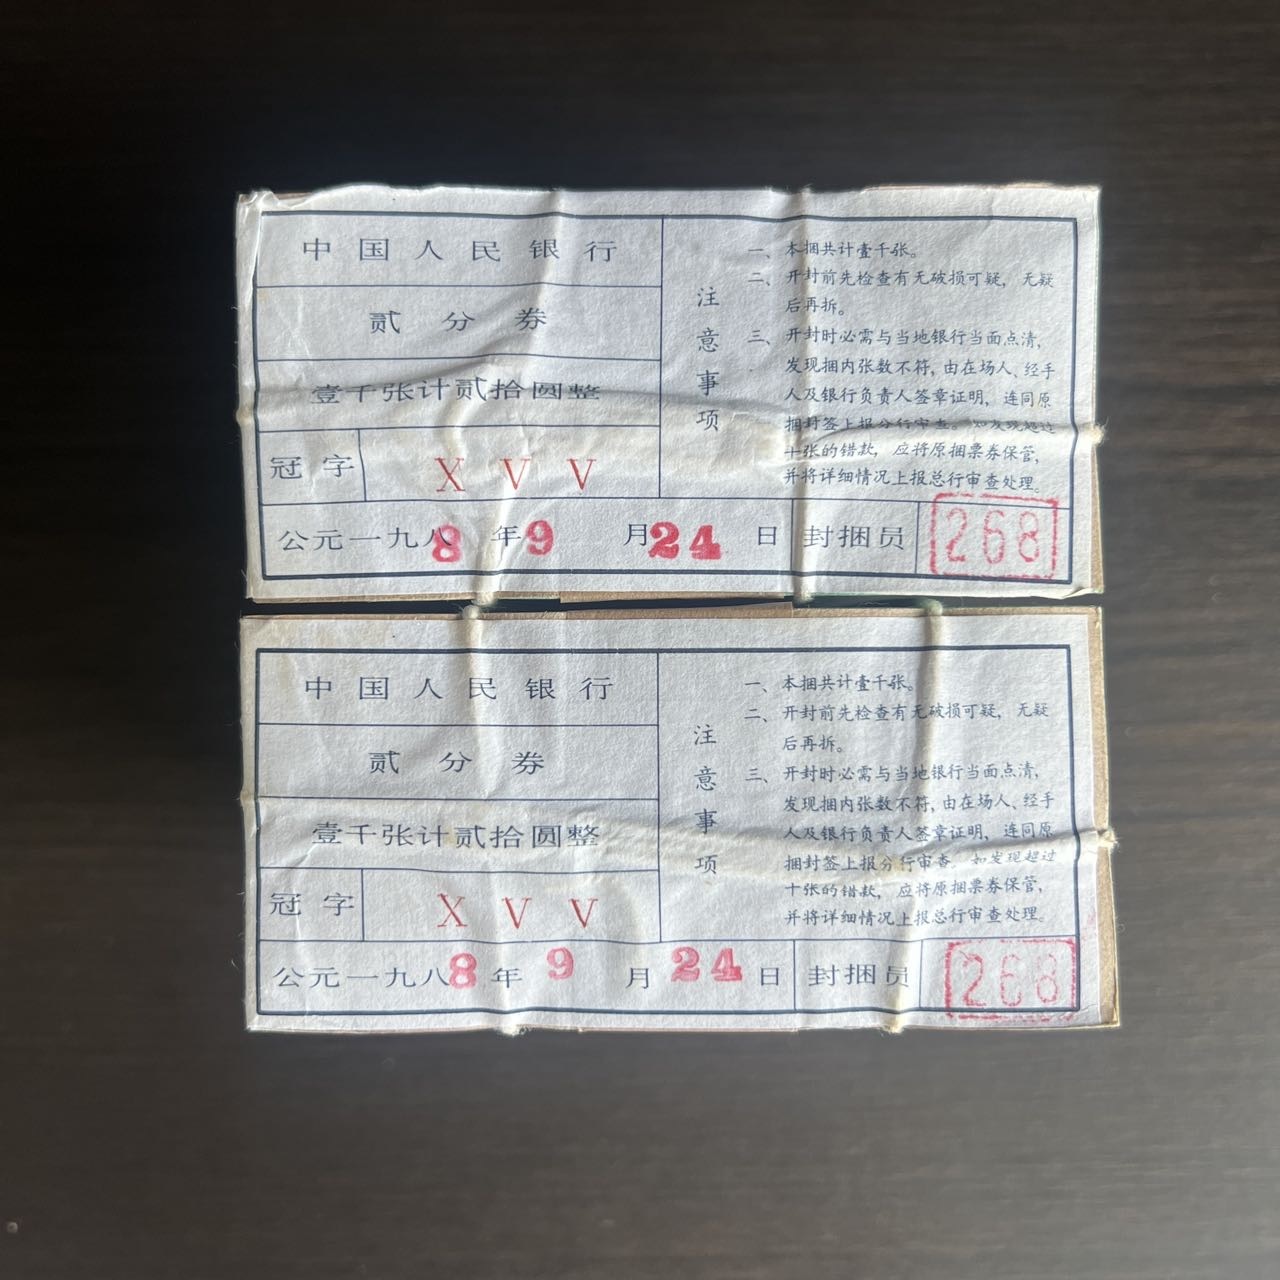 中国人民银行
贰分券
壹千张计贰拾圆整
冠字 X V V
公元一九八8年9月24日 封捆员 268
注意事项
一、本捆共计壹千张。
二、开封前先检查有无破损可疑，无疑
后再拆。
三、开封时必需与当地银行当面点清，
发现捆内张数不符，由在场人、经手
人及银行负责人签章证明，连同原
捆封签上报分行审查。如发现超过
十张的错款，应将原捆票券保管，
并将详细情况上报总行审查处理。
中国人民银行
贰分券
壹千张计贰拾圆整
冠字 X V V
公元一九八8年9月24日 封捆员 268
注意事项
一、本捆共计壹千张。
二、开封前先检查有无破损可疑，无疑
后再拆。
三、开封时必需与当地银行当面点清，
发现捆内张数不符，由在场人、经手
人及银行负责人签章证明，连同原
捆封签上报分行审查。如发现超过
十张的错款，应将原捆票券保管，
并将详细情况上报总行审查处理。